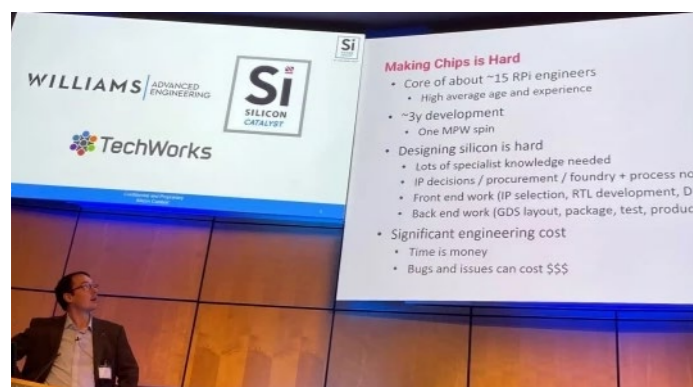 WILLIAMS ADVANCED ENGINEERING
Si
SILICON
CATALYST
TechWorks
Si
Making Chips is Hard
• Core of about ~15 RPi engineers
• High average age and experience
• ~3y development
• One MPW spin
• Designing silicon is hard
• Lots of specialist knowledge needed
• IP decisions / procurement / foundry + process no
• Front end work (IP selection, RTL development, D
• Back end work (GDS layout, package, test, produc
• Significant engineering cost
• Time is money
• Bugs and issues can cost $$$